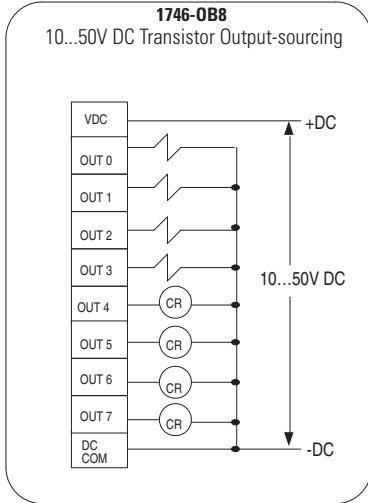 1746-OB8
10...50V DC Transistor Output-sourcing
VDC
+DC
OUT 0
OUT 1
OUT 2
OUT 3
10...50V DC
OUT 4
CR
OUT 5
CR
OUT 6
CR
OUT 7
CR
DC
COM
-DC